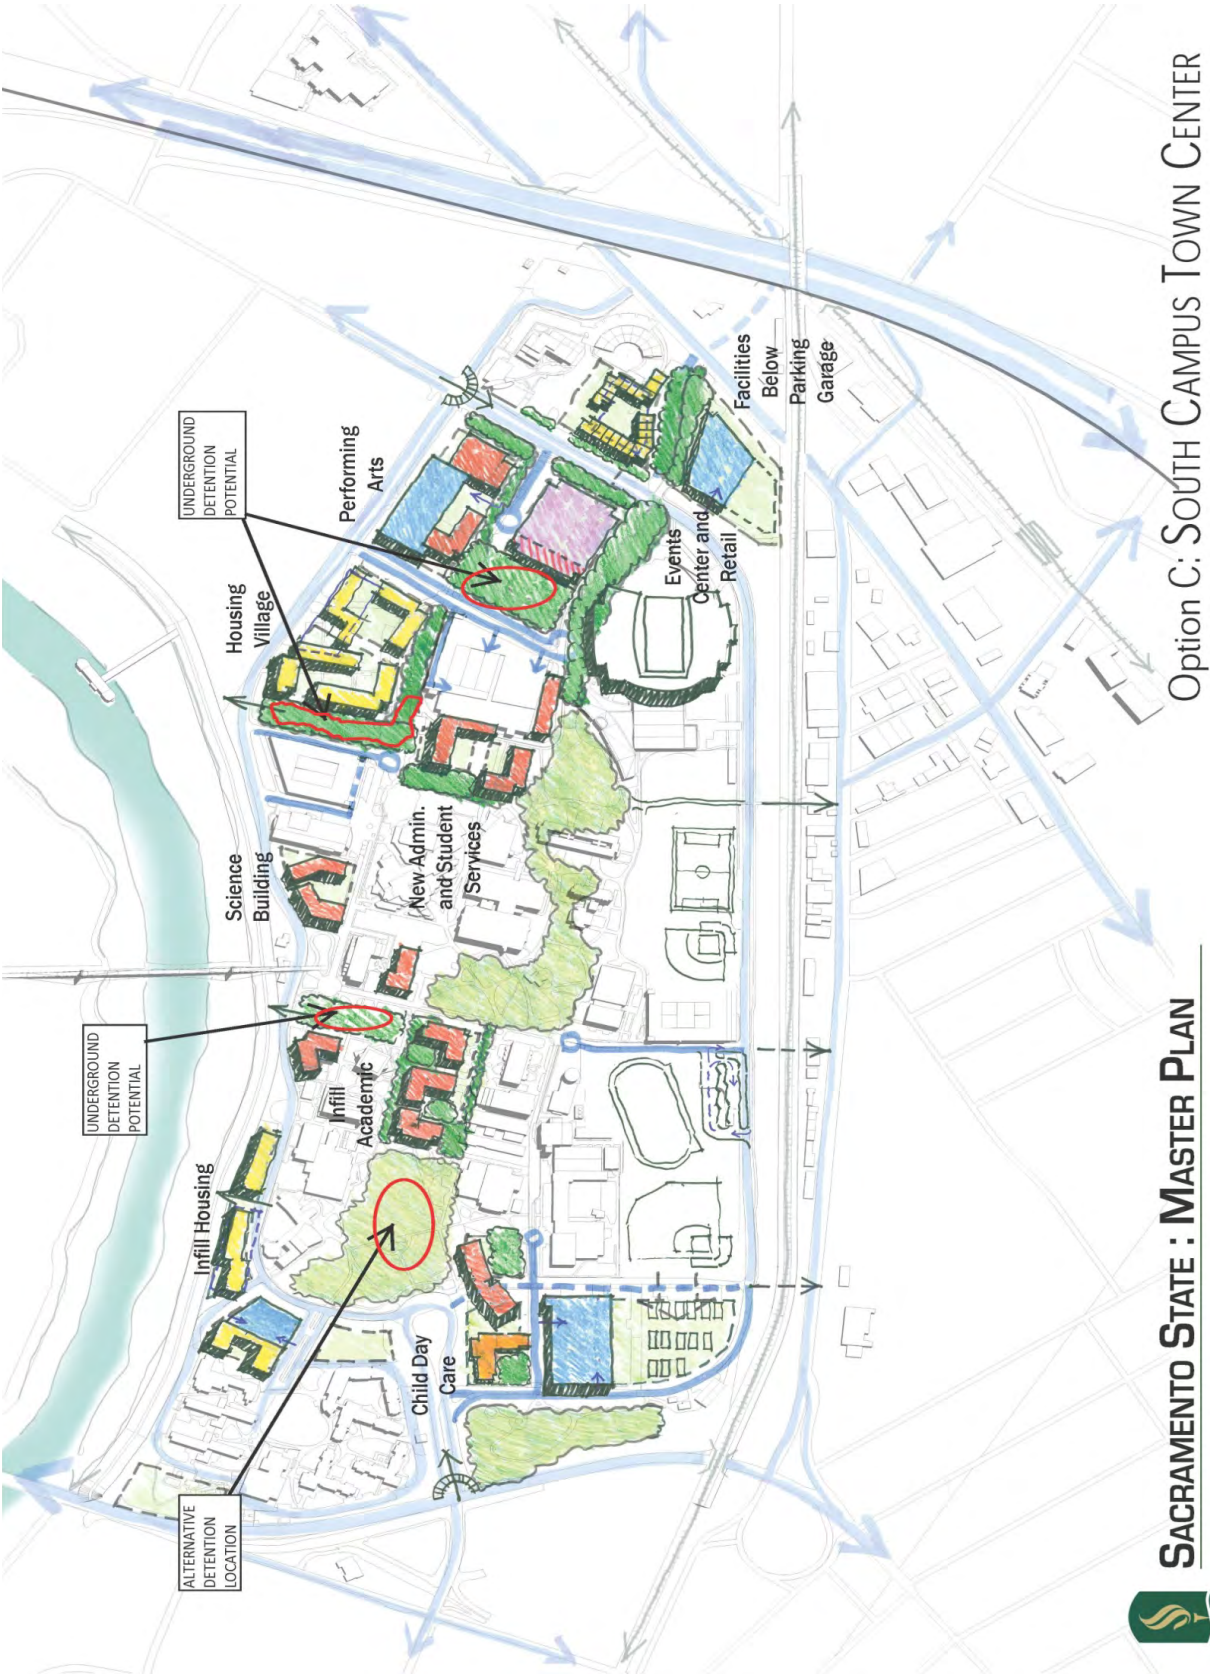 UNDERGROUND
DETENTION
POTENTIAL
UNDERGROUND
DETENTION
POTENTIAL
ALTERNATIVE
DETENTION
LOCATION
Infill Housing
Science
Building
Housing
Village
Performing
Arts
Infill
Academic
New Admin.
and Student
Services
Child Day
Care
Events
Center and
Retail
Facilities
Below
Parking
Garage
SACRAMENTO STATE : MASTER PLAN
Option C: SOUTH CAMPUS TOWN CENTER